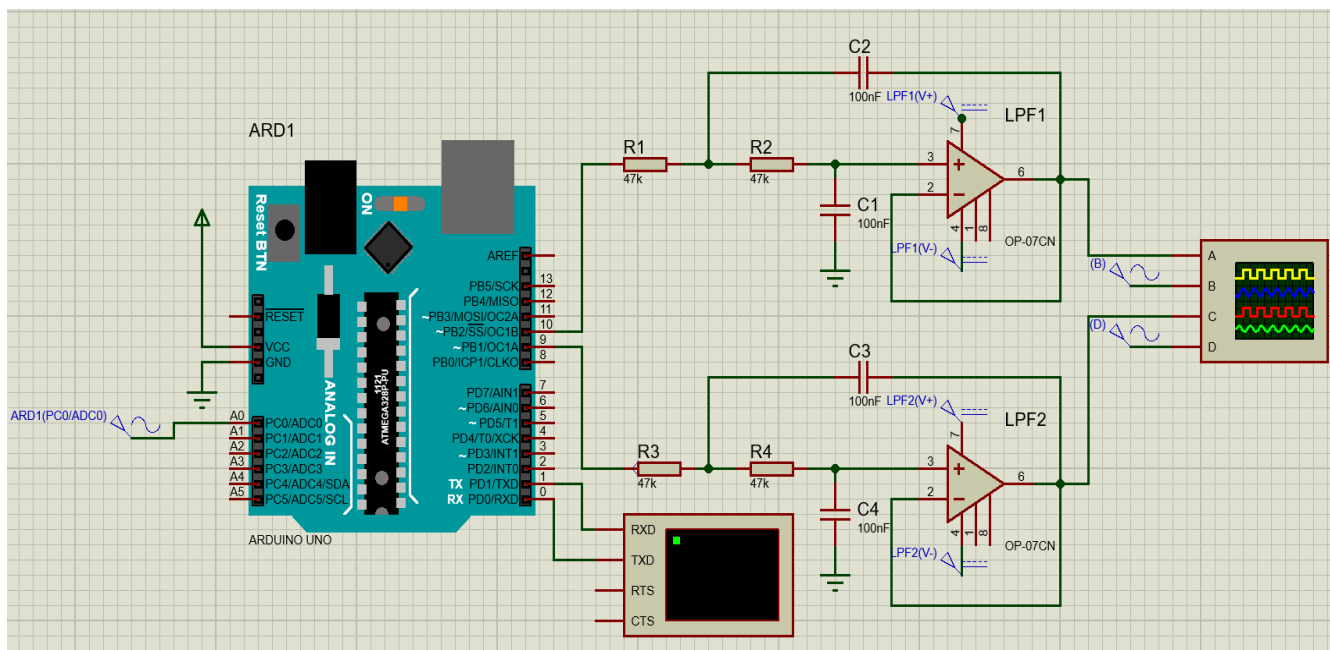 ARD1
Reset BTN
ON
ANALOG IN
1121
ATMEGA328P-PU
RESET
VCC
GND
ARD1(PC0/ADC0)
A0
PC0/ADC0
A1
PC1/ADC1
A2
PC2/ADC2
A3
PC3/ADC3
A4
PC4/ADC4/SDA
A5
PC5/ADC5/SCL
ARDUINO UNO
AREF
PB5/SCK 13
PB4/MISO 12
~PB3/MOSI/OC2A 11
~PB2/SS/OC1B 10
~PB1/OC1A 9
PB0/ICP1/CLKO 8
PD7/AIN1 7
~PD6/AIN0 6
~PD5/T1 5
PD4/T0/XCK 4
~PD3/INT1 3
PD2/INT0 2
TX PD1/TXD 1
RX PD0/RXD 0
R1
47k
R2
47k
C2
100nF
C1
100nF
LPF1(V+)
LPF1
7
3
2
6
4
1
8
LPF1(V-)
OP-07CN
R3
47k
R4
47k
C3
100nF
C4
100nF
LPF2(V+)
LPF2
7
3
2
6
4
1
8
LPF2(V-)
OP-07CN
RXD
TXD
RTS
CTS
(B)
(D)
A
B
C
D